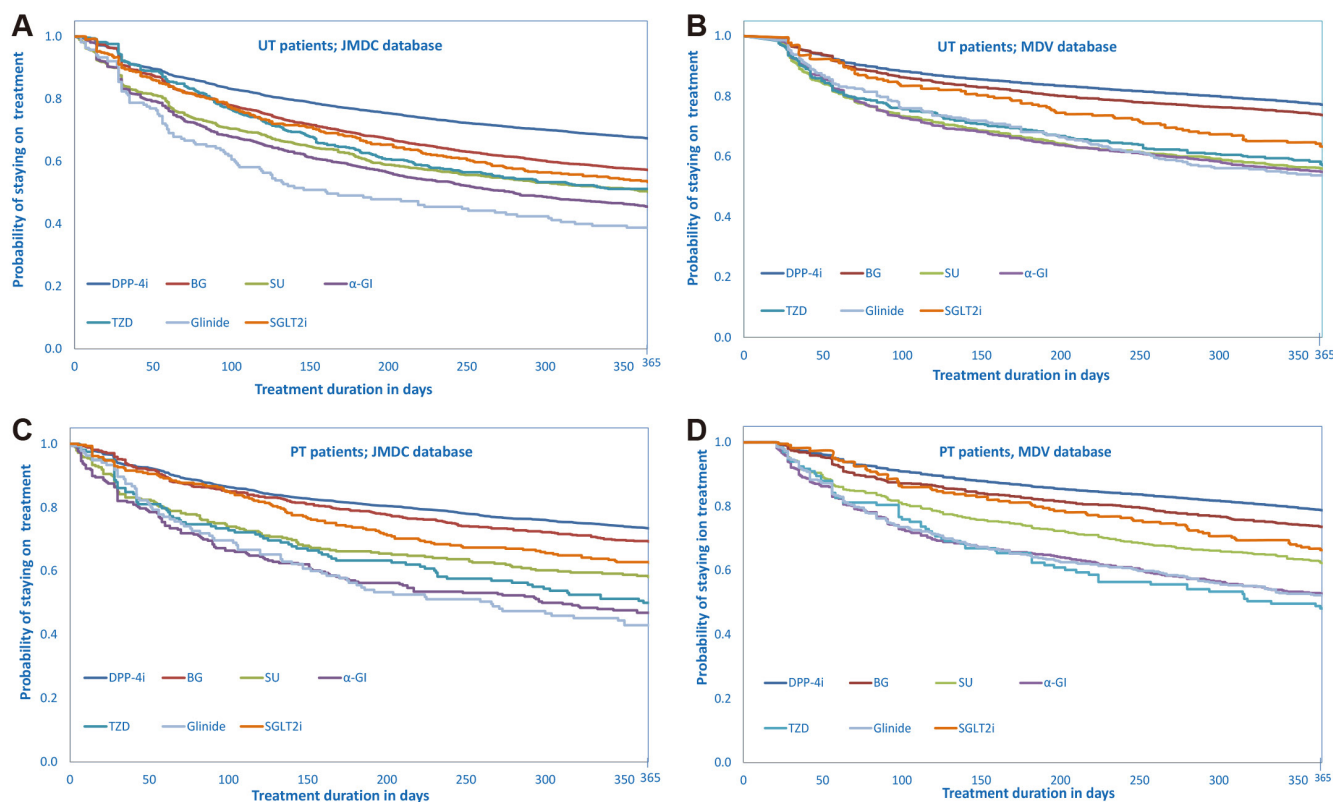 A
UT patients; JMDC database
Probability of staying on treatment
1.0
0.8
0.6
0.4
0.2
0.0
DPP-4i BG SU α-GI
TZD Glinide SGLT2i
0 50 100 150 200 250 300 350 365
Treatment duration in days
B
UT patients; MDV database
Probability of staying on treatment
1.0
0.8
0.6
0.4
0.2
0.0
DPP-4i BG SU α-GI
TZD Glinide SGLT2i
0 50 100 150 200 250 300 350 365
Treatment duration in days
C
PT patients; JMDC database
Probability of staying on treatment
1.0
0.8
0.6
0.4
0.2
0.0
DPP-4i BG SU α-GI
TZD Glinide SGLT2i
0 50 100 150 200 250 300 350 365
Treatment duration in days
D
PT patients, MDV database
Probability of staying ion treatment
1.0
0.8
0.6
0.4
0.2
0.0
DPP-4i BG SU α-GI
TZD Glinide SGLT2i
0 50 100 150 200 250 300 350 365
Treatment duration in days